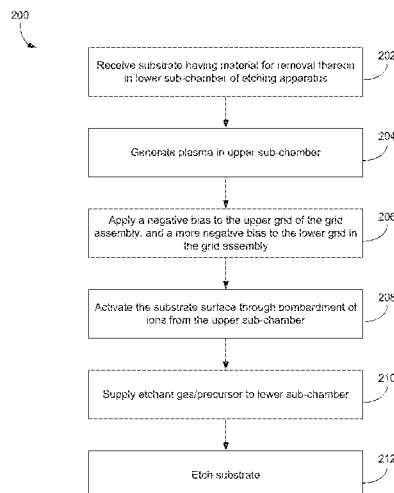 200
Receive substrate having material for removal thereon
in lower sub-chamber of etching apparatus
202
Generate plasma in upper sub-chamber
204
Apply a negative bias to the upper grid of the grid
assembly, and a more negative bias to the lower grid in
the grid assembly
206
Activate the substrate surface through bombardment of
ions from the upper sub-chamber
208
Supply etchant gas/precursor to lower sub-chamber
210
Etch substrate
212